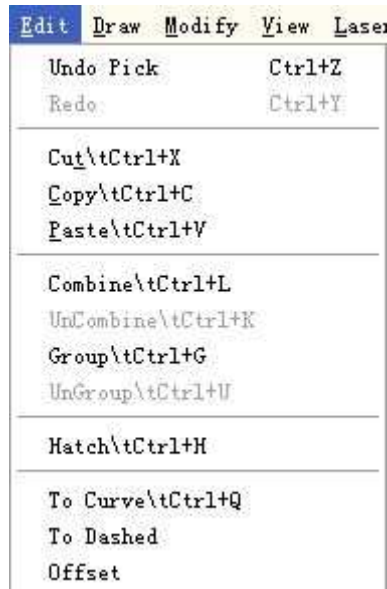 Edit Draw Modify View Laser
Undo Pick Ctrl+Z
Redo Ctrl+Y
Cut\tCtrl+X
Copy\tCtrl+C
Paste\tCtrl+V
Combine\tCtrl+L
UnCombine\tCtrl+K
Group\tCtrl+G
UnGroup\tCtrl+U
Hatch\tCtrl+H
To Curve\tCtrl+Q
To Dashed
Offset